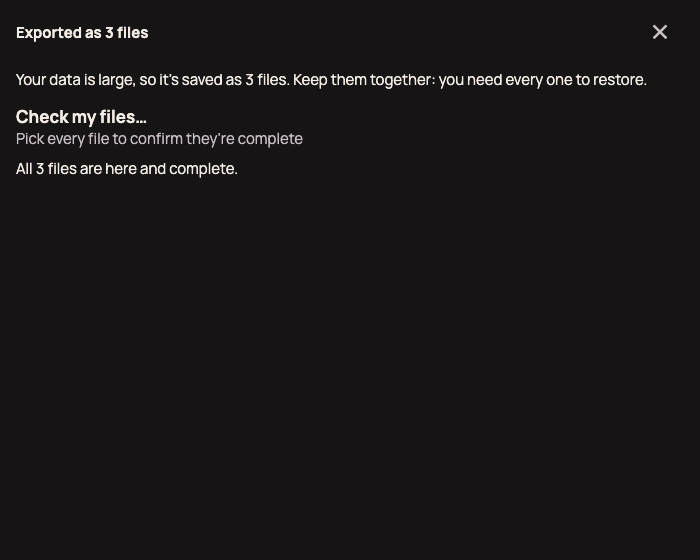 Exported as 3 files
Your data is large, so it's saved as 3 files. Keep them together: you need every one to restore.
Check my files…
Pick every file to confirm they're complete
All 3 files are here and complete.